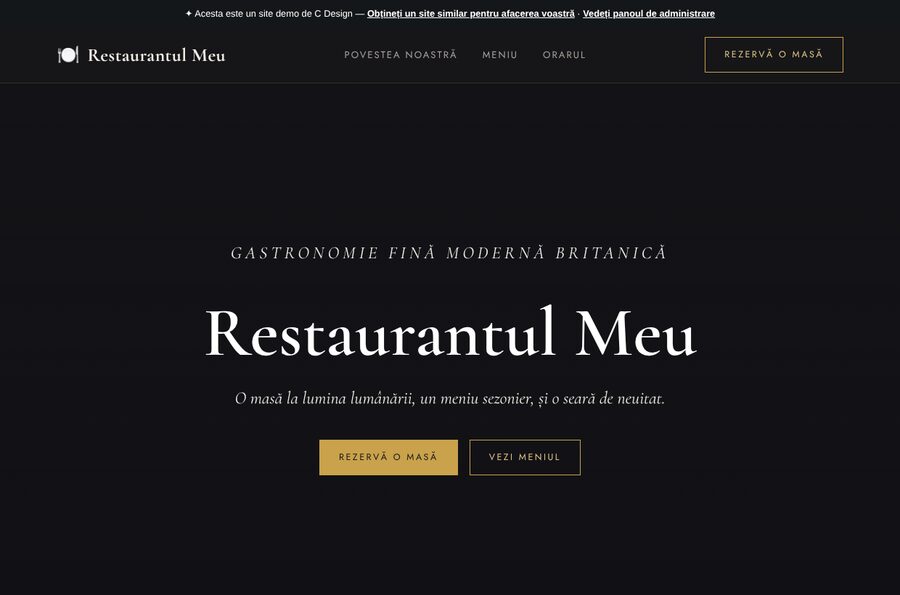 ✦ Acesta este un site demo de C Design — Obțineți un site similar pentru afacerea voastră · Vedeți panoul de administrare
Restaurantul Meu
POVESTEA NOASTRĂ
MENIU
ORARUL
REZERVĂ O MASĂ
GASTRONOMIE FINĂ MODERNĂ BRITANICĂ
Restaurantul Meu
O masă la lumina lumânării, un meniu sezonier, și o seară de neuitat.
REZERVĂ O MASĂ
VEZI MENIUL